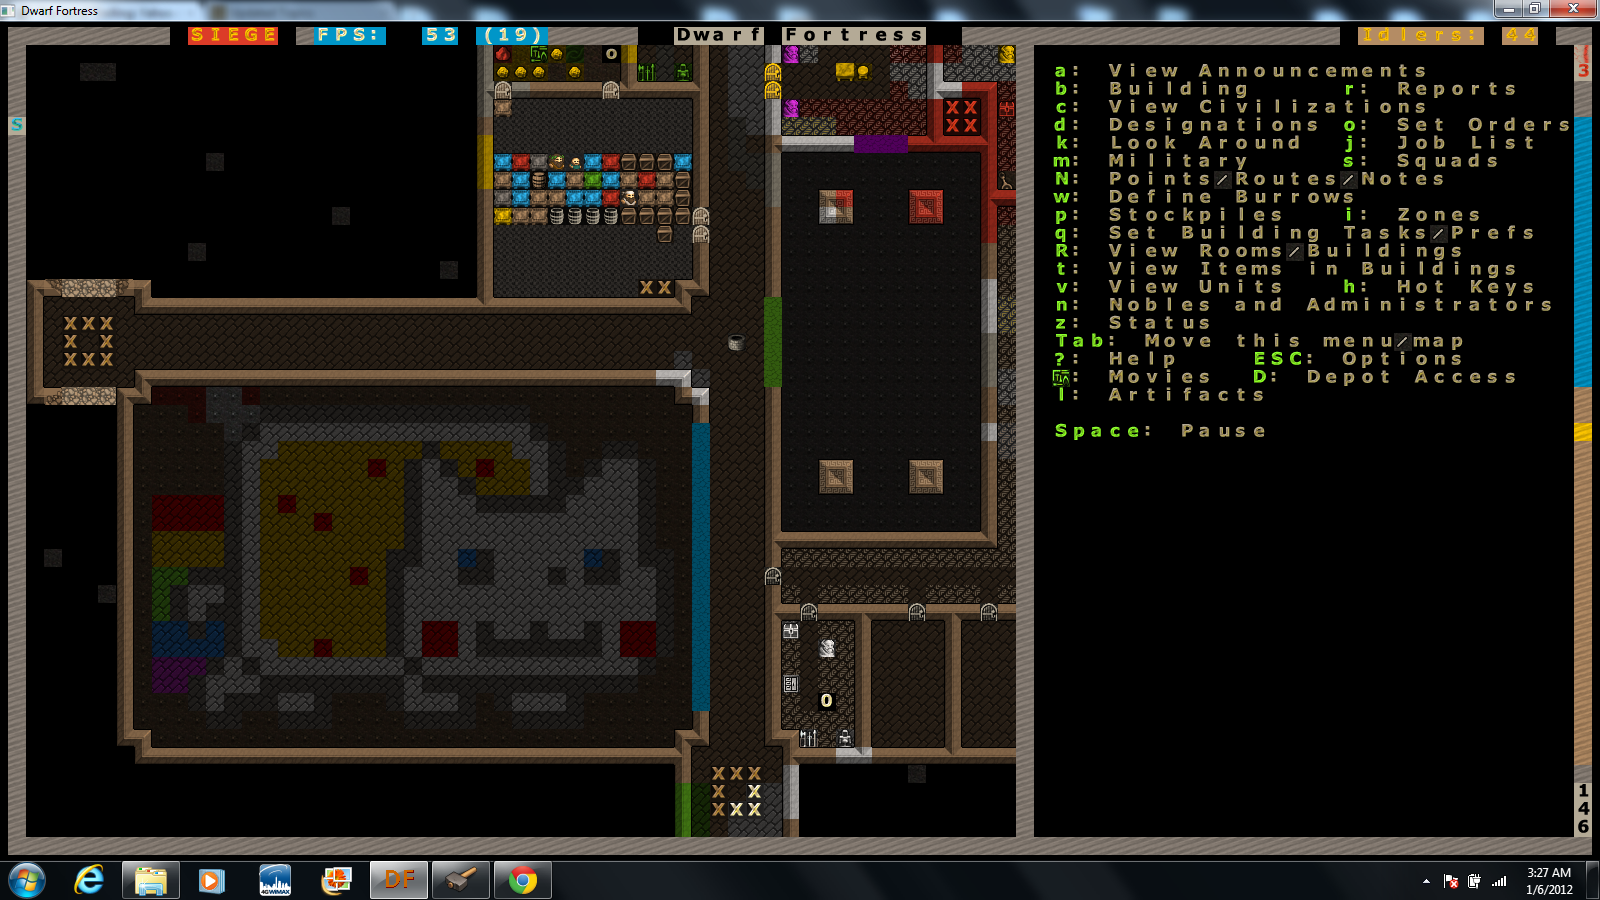 Dwarf Fortress
SIEGE FPS: 53 (19) Dwarf Fortress Idlers: 44
a: View Announcements
b: Building r: Reports
c: View Civilizations
d: Designations o: Set Orders
k: Look Around j: Job List
m: Military s: Squads
N: Points/Routes/Notes
w: Define Burrows
p: Stockpiles i: Zones
q: Set Building Tasks/Prefs
R: View Rooms/Buildings
t: View Items in Buildings
v: View Units h: Hot Keys
n: Nobles and Administrators
z: Status
Tab: Move this menu/map
?: Help ESC: Options
: Movies D: Depot Access
l: Artifacts
Space: Pause
S
3
146
DF
4GWIMAX
3:27 AM
1/6/2012